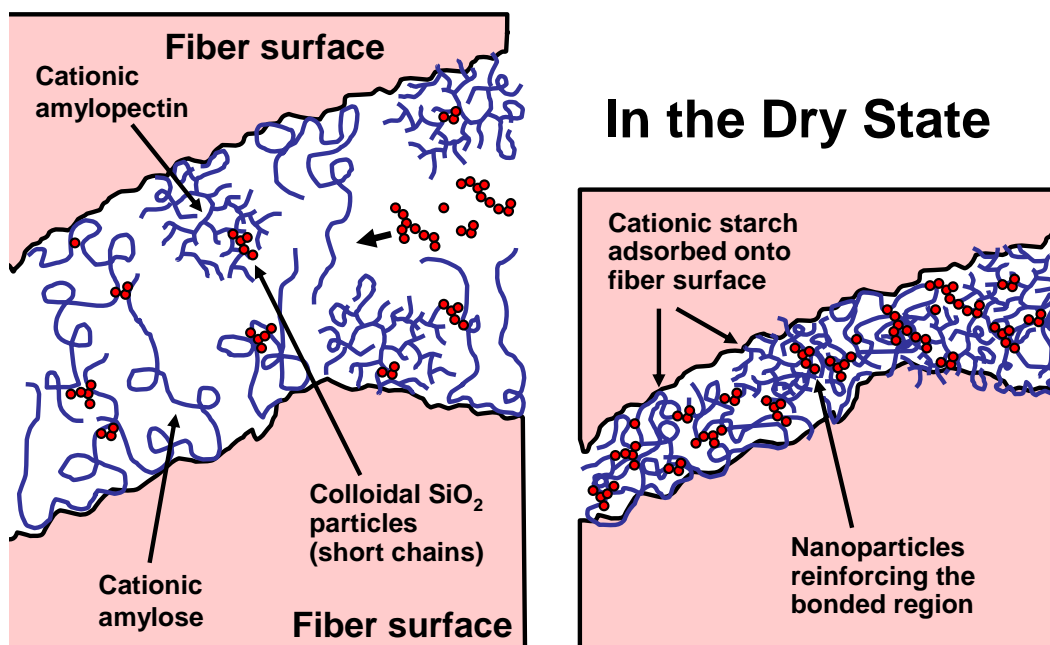 Fiber surface
Cationic
amylopectin
Colloidal SiO₂
particles
(short chains)
Cationic
amylose
Fiber surface
In the Dry State
Cationic starch
adsorbed onto
fiber surface
Nanoparticles
reinforcing the
bonded region